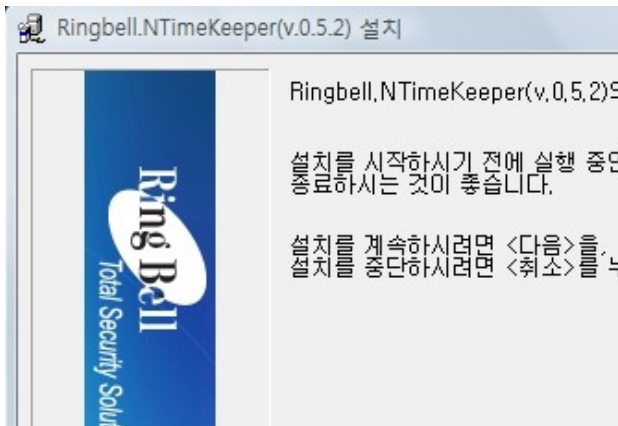 Ringbell.NTimeKeeper(v.0.5.2) 설치
Ringbell,NTimeKeeper(v,0,5,2)
설치를 시작하시기 전에 실행
종료하시는 것이 좋습니다.
설치를 계속하시려면 <다음>을,
설치를 중단하시려면 <취소>를
Ring Bell
Total Security